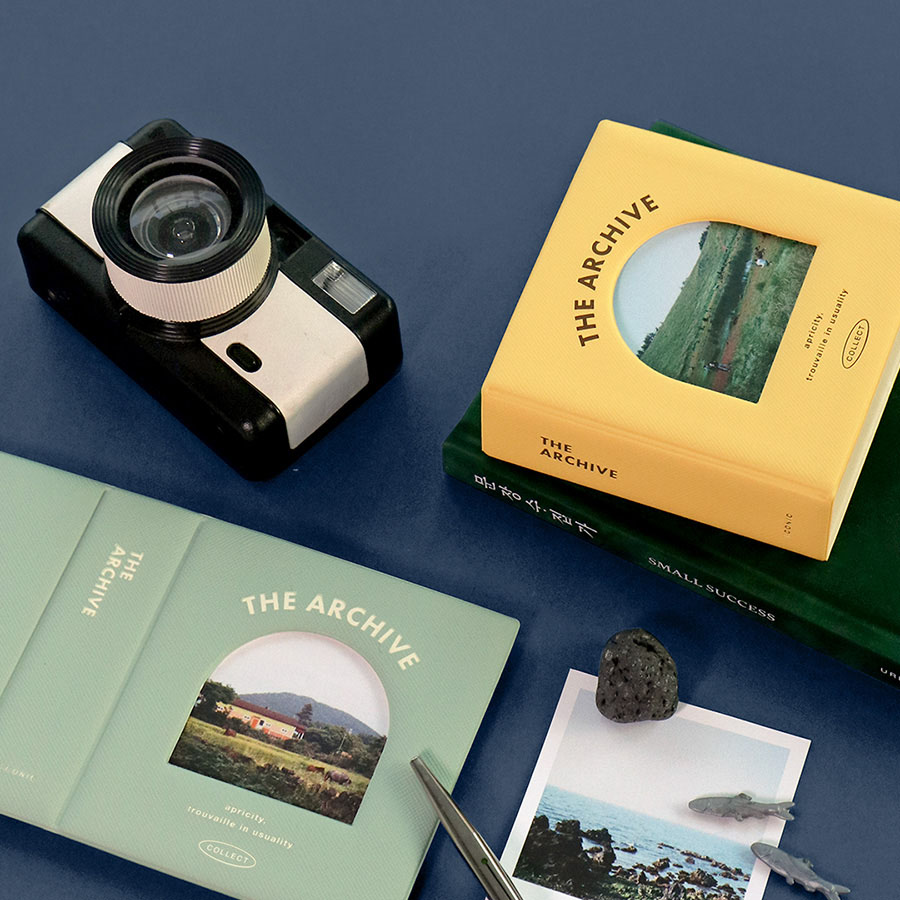 THE ARCHIVE
apricity,
trouvaille in usuality
COLLECT
THE
ARCHIVE
ICONIC
SMALL SUCCESS
THE
ARCHIVE
THE ARCHIVE
apricity,
trouvaille in usuality
COLLECT